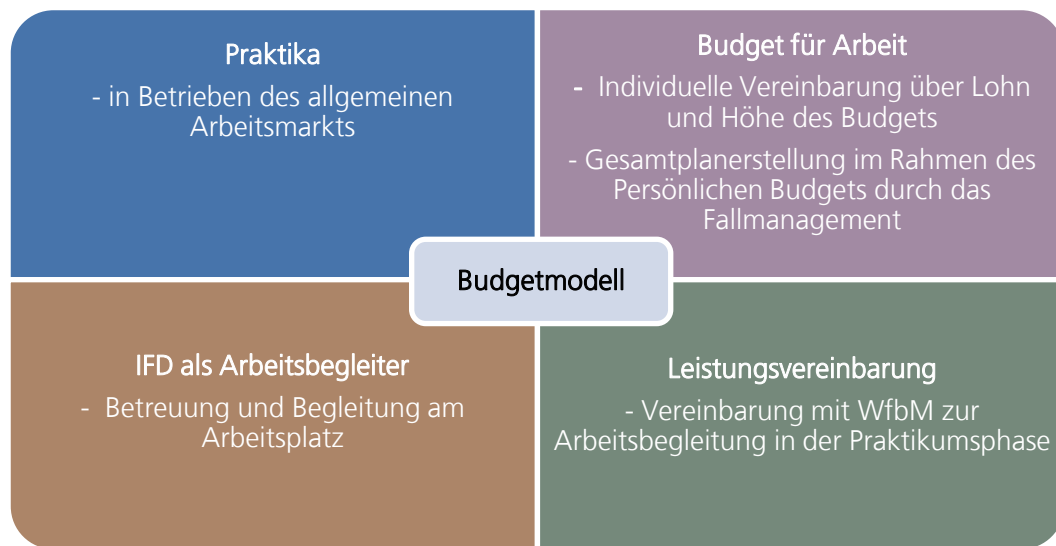 Praktika
- in Betrieben des allgemeinen
Arbeitsmarkts
Budget für Arbeit
- Individuelle Vereinbarung über Lohn
und Höhe des Budgets
- Gesamtplanerstellung im Rahmen des
Persönlichen Budgets durch das
Fallmanagement
Budgetmodell
IFD als Arbeitsbegleiter
- Betreuung und Begleitung am
Arbeitsplatz
Leistungsvereinbarung
- Vereinbarung mit WfbM zur
Arbeitsbegleitung in der Praktikumsphase